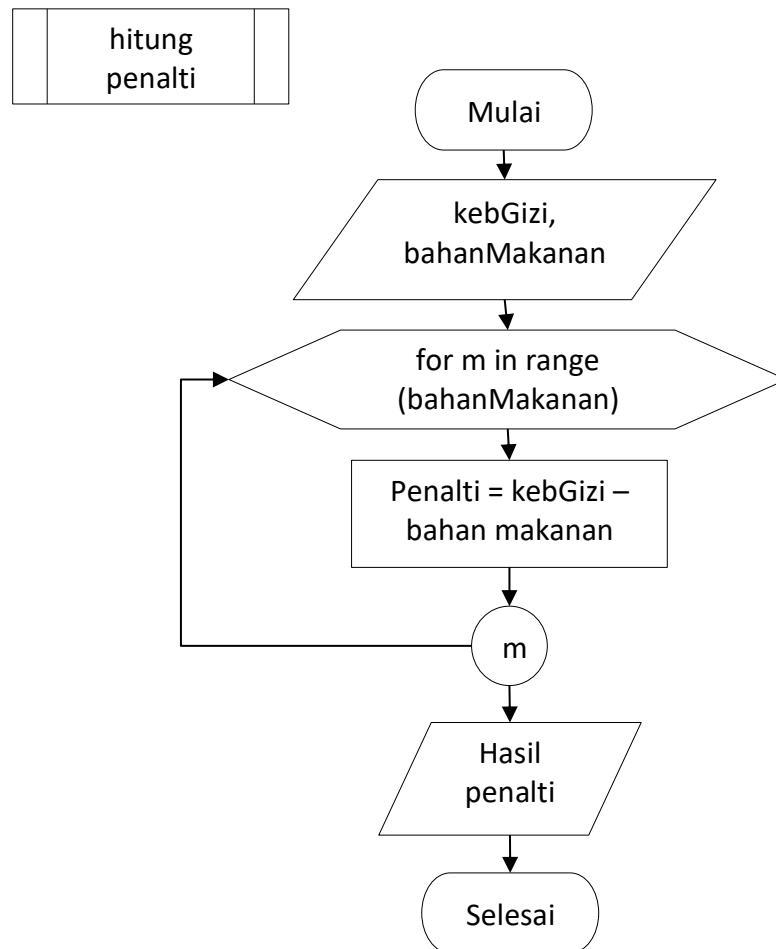 hitung
penalti
Mulai
kebGizi,
bahanMakanan
for m in range
(bahanMakanan)
Penalti = kebGizi –
bahan makanan
m
Hasil
penalti
Selesai